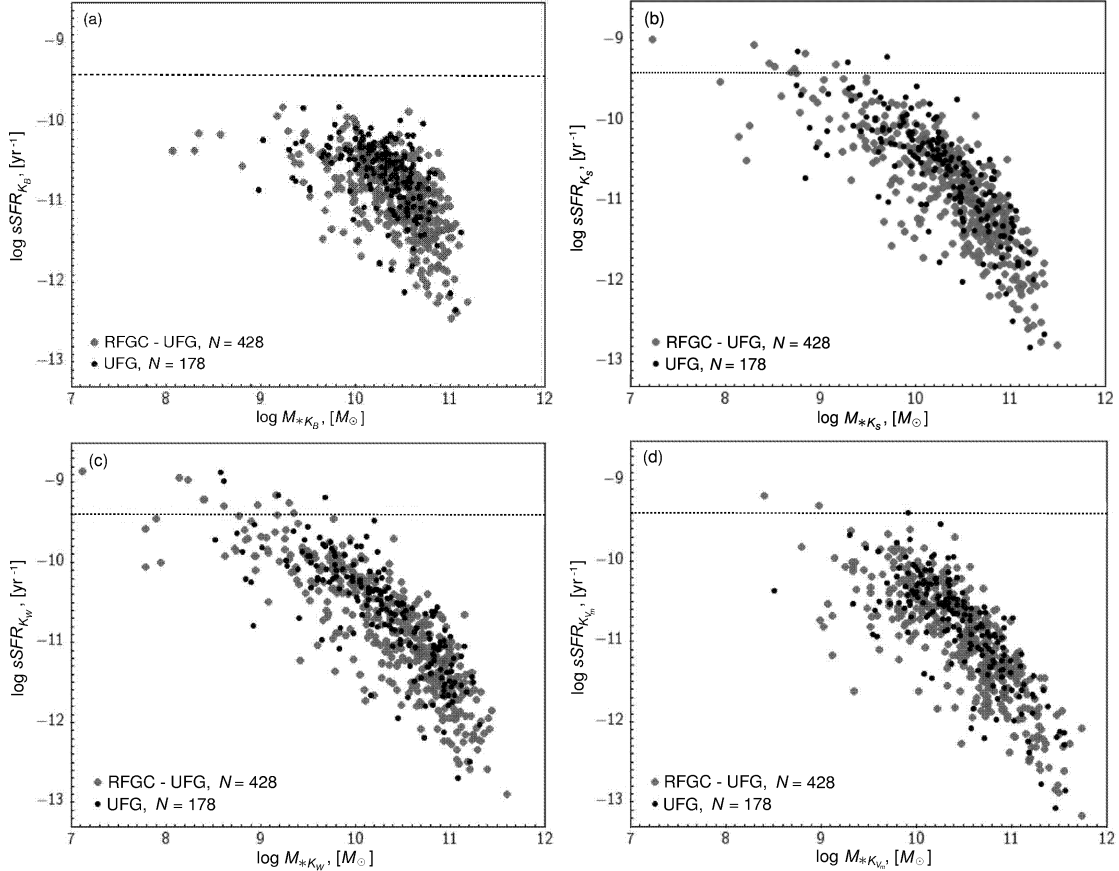 (a)
log sSFR_{K_B}, [yr⁻¹]
−9
−10
−11
−12
−13
RFGC - UFG, N = 428
UFG, N = 178
7 8 9 10 11 12
log M_{*K_B}, [M_⊙]
(b)
log sSFR_{K_s}, [yr⁻¹]
−9
−10
−11
−12
−13
RFGC - UFG, N = 428
UFG, N = 178
7 8 9 10 11 12
log M_{*K_s}, [M_⊙]
(c)
log sSFR_{K_W}, [yr⁻¹]
−9
−10
−11
−12
−13
RFGC - UFG, N = 428
UFG, N = 178
7 8 9 10 11 12
log M_{*K_W}, [M_⊙]
(d)
log sSFR_{K_{V_m}}, [yr⁻¹]
−9
−10
−11
−12
−13
RFGC - UFG, N = 428
UFG, N = 178
7 8 9 10 11 12
log M_{*K_{V_m}}, [M_⊙]